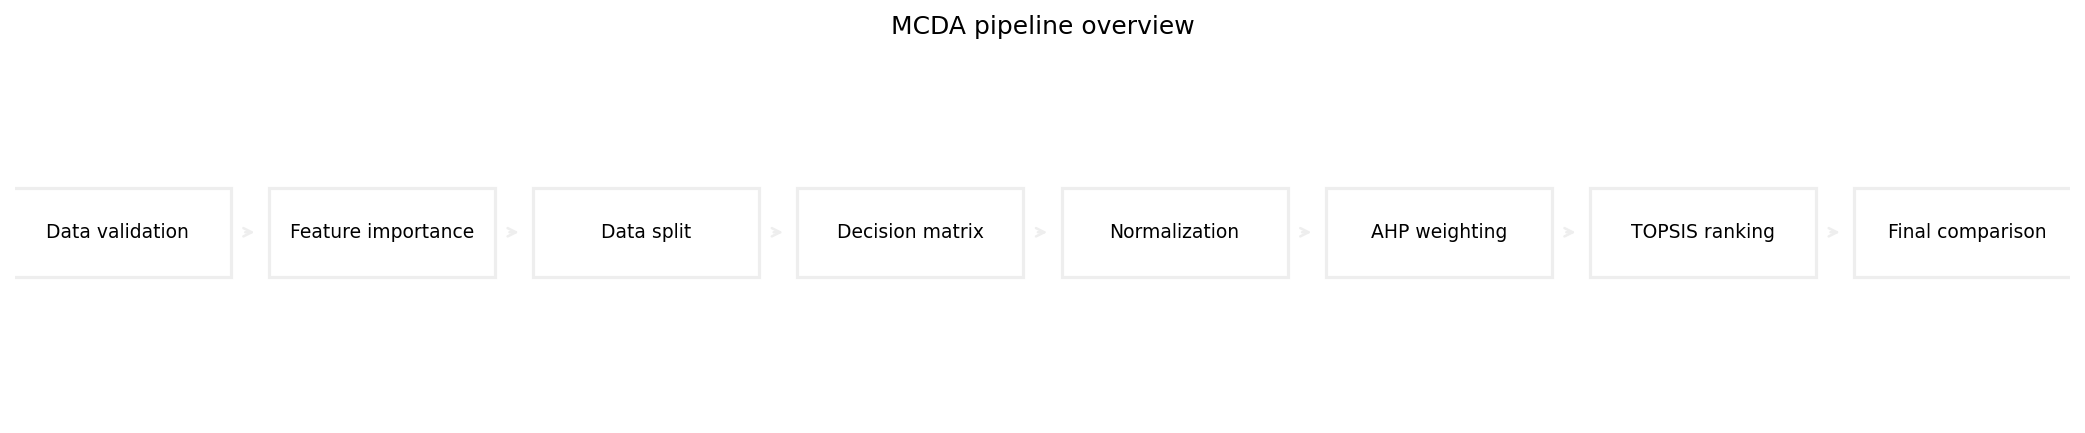 MCDA pipeline overview
Data validation
Feature importance
Data split
Decision matrix
Normalization
AHP weighting
TOPSIS ranking
Final comparison